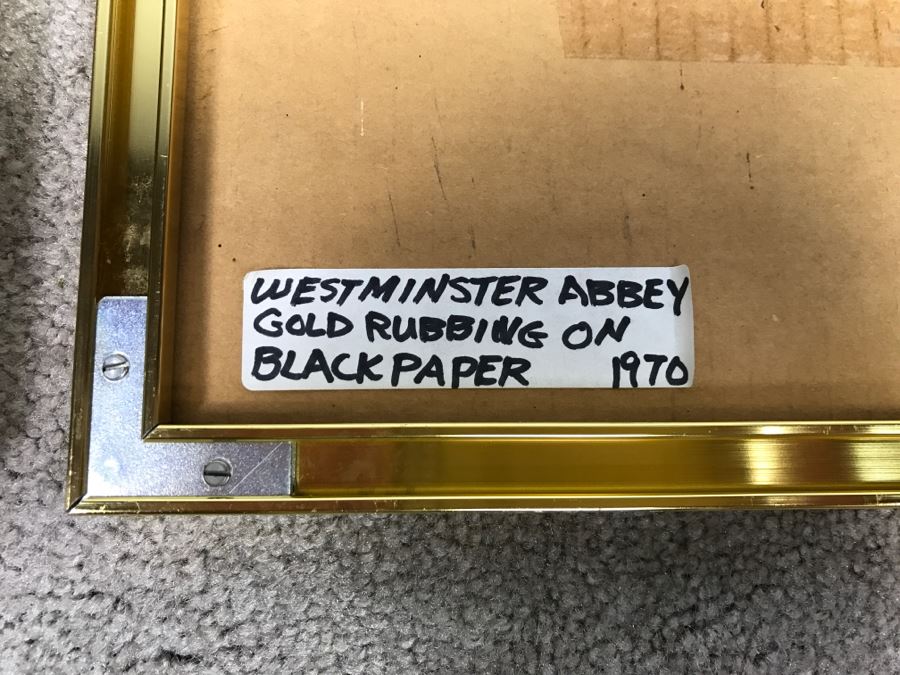 WESTMINSTER ABBEY
GOLD RUBBING ON
BLACK PAPER 1970